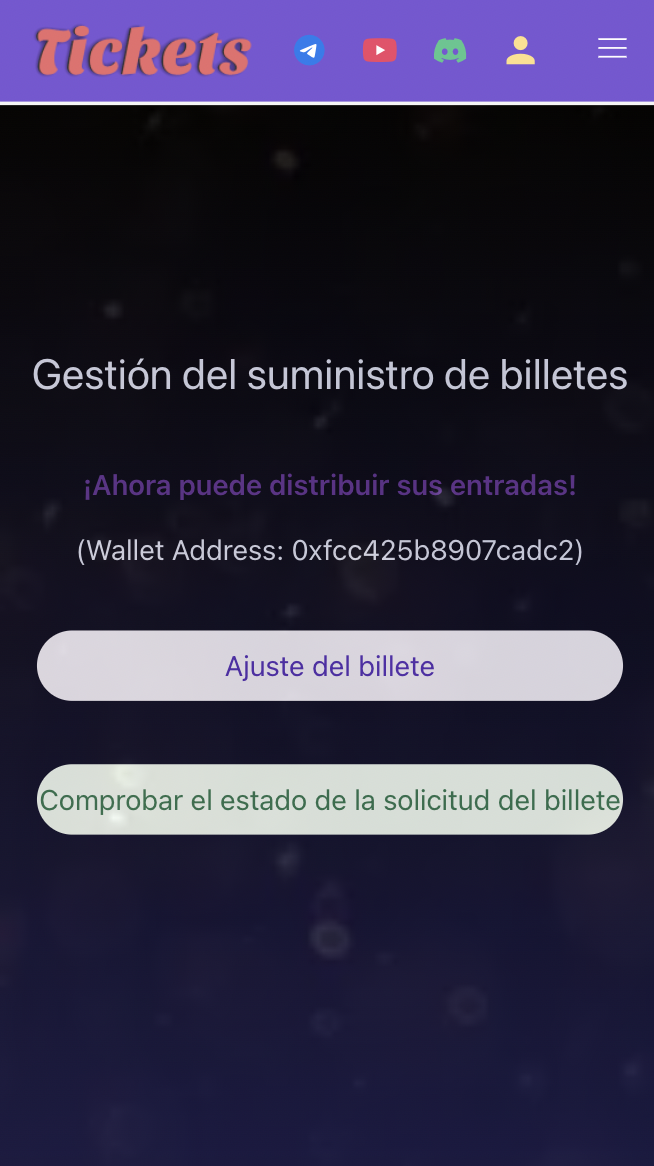 Tickets
Gestión del suministro de billetes
¡Ahora puede distribuir sus entradas!
(Wallet Address: 0xfcc425b8907cadc2)
Ajuste del billete
Comprobar el estado de la solicitud del billete